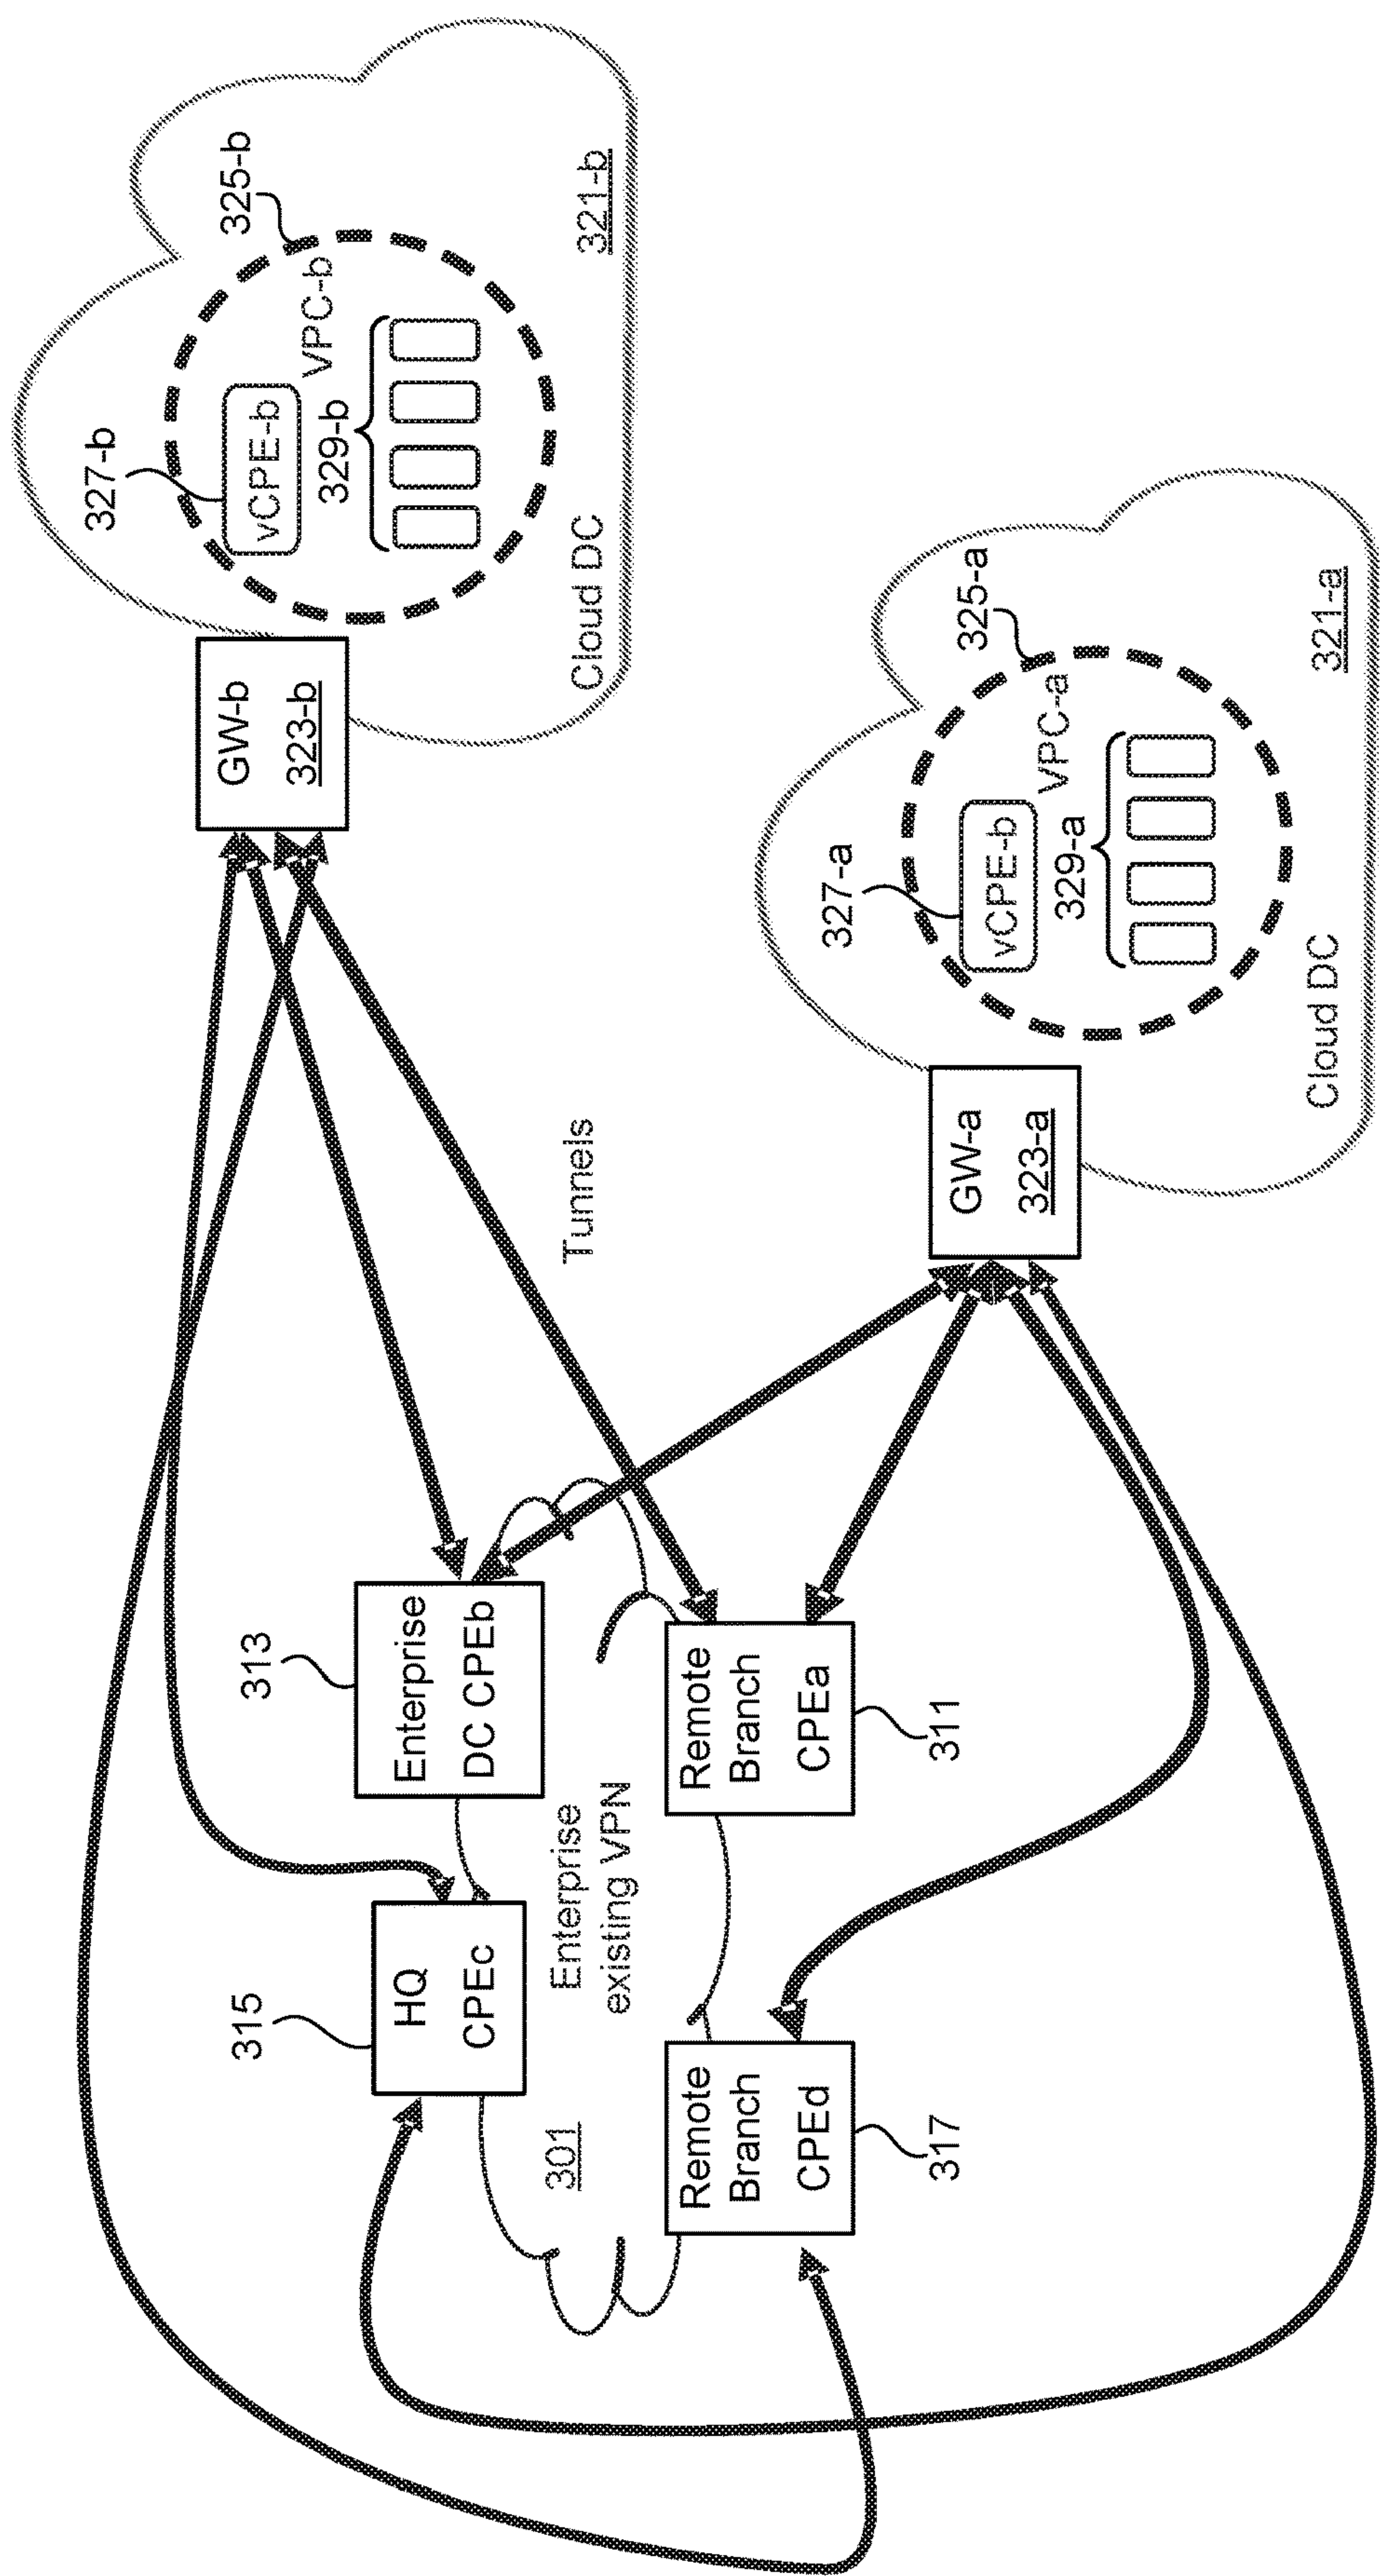 315
HQ
CPEc
313
Enterprise
DC CPEb
Enterprise
existing VPN
301
Remote
Branch
CPEd
317
Remote
Branch
CPEa
311
Tunnels
GW-b
323-b
327-b
vCPE-b
325-b
VPC-b
329-b
Cloud DC
321-b
GW-a
323-a
327-a
vCPE-b
325-a
VPC-a
329-a
Cloud DC
321-a